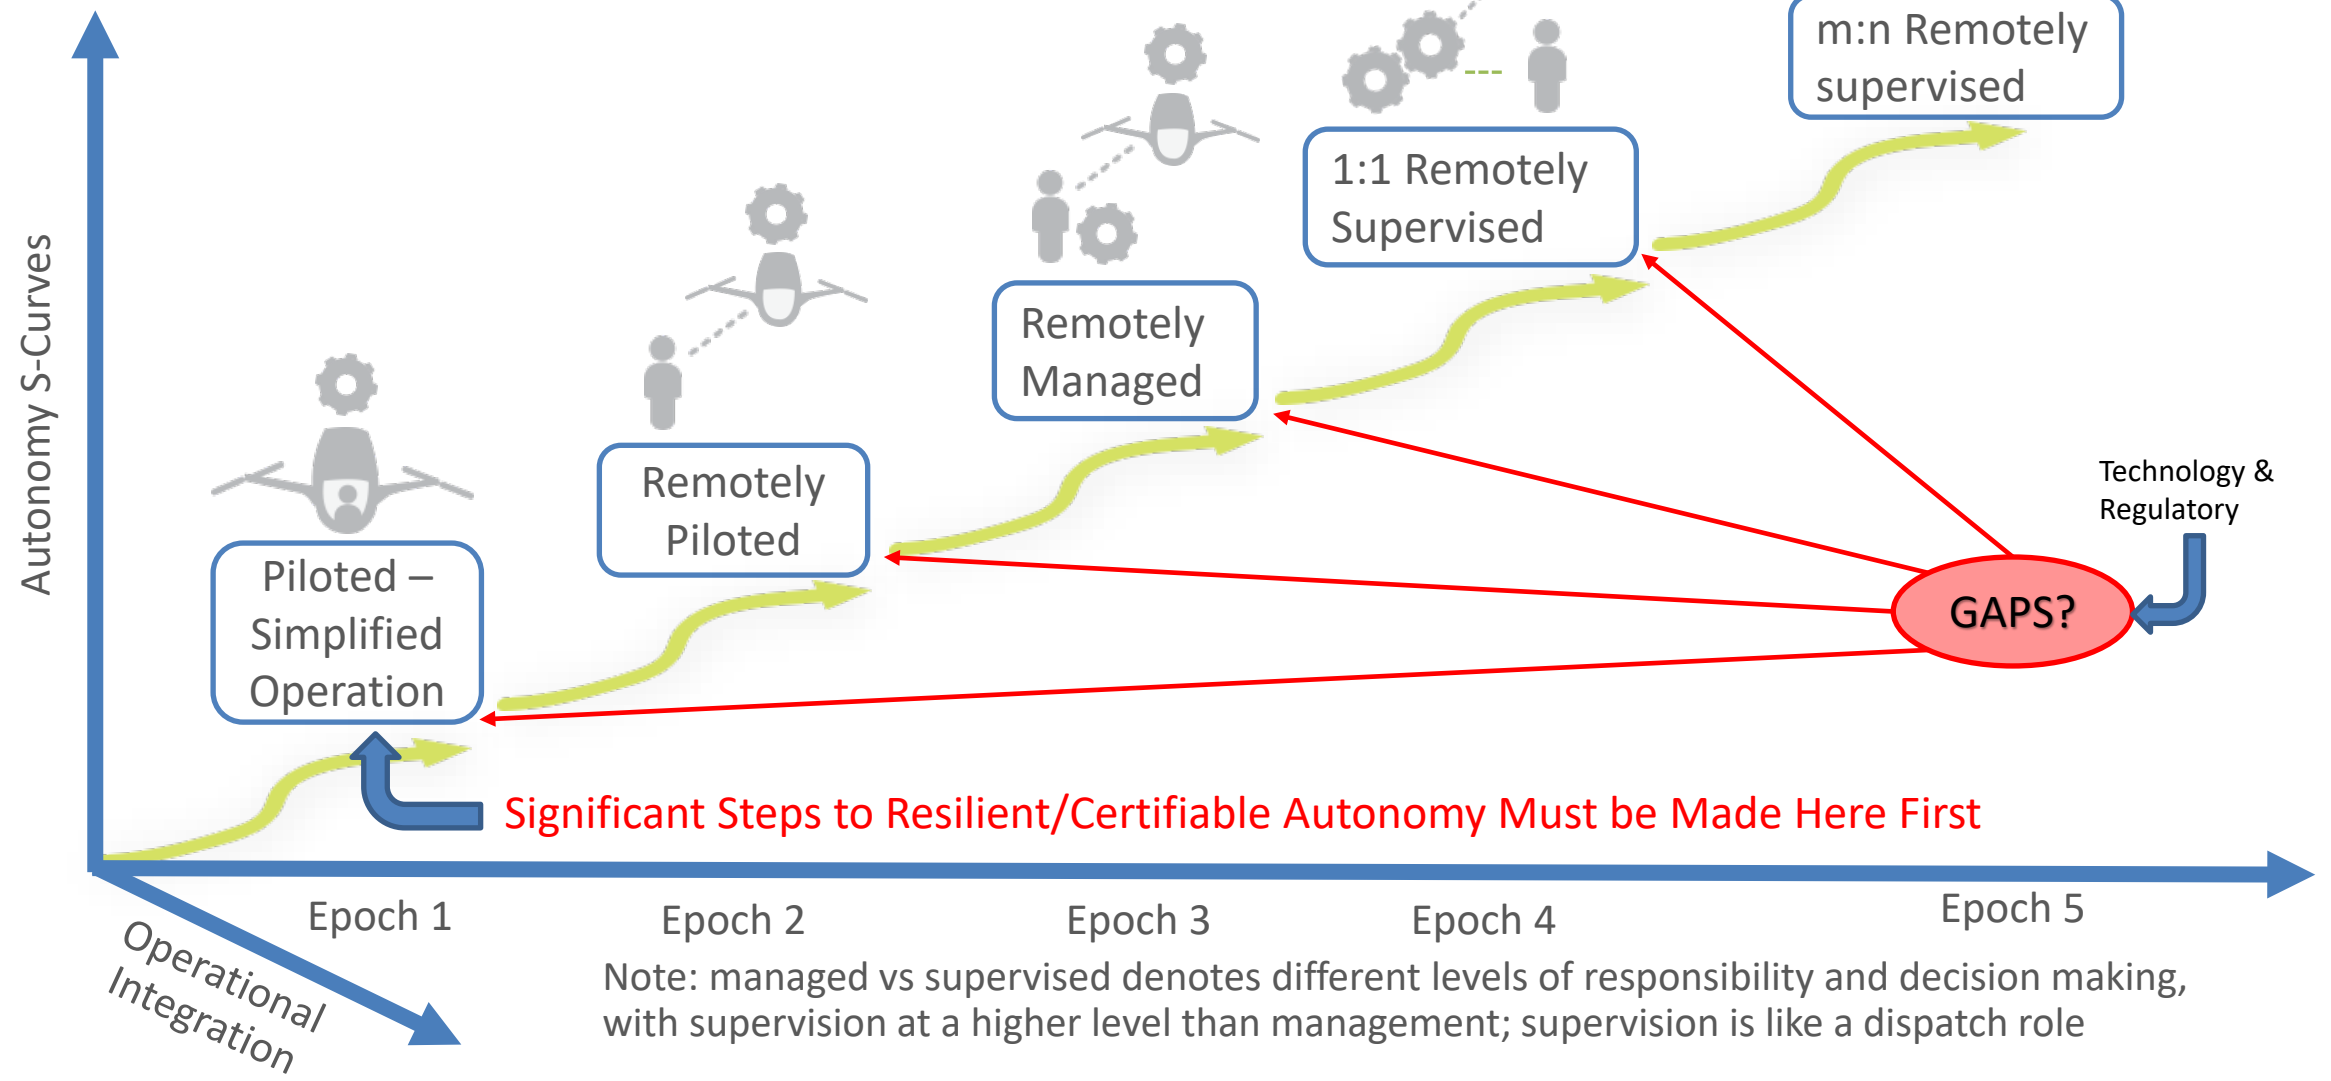 Autonomy S-Curves
m:n Remotely
supervised
1:1 Remotely
Supervised
Remotely
Managed
Remotely
Piloted
Piloted –
Simplified
Operation
Technology &
Regulatory
GAPS?
Significant Steps to Resilient/Certifiable Autonomy Must be Made Here First
Epoch 1
Epoch 2
Epoch 3
Epoch 4
Epoch 5
Operational
Integration
Note: managed vs supervised denotes different levels of responsibility and decision making,
with supervision at a higher level than management; supervision is like a dispatch role